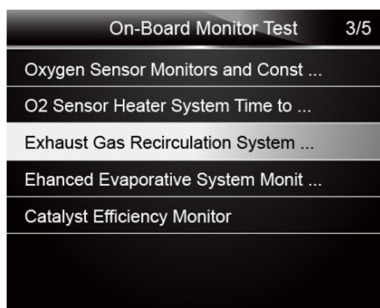 On-Board Monitor Test 3/5
Oxygen Sensor Monitors and Const ...
O2 Sensor Heater System Time to ...
Exhaust Gas Recirculation System ...
Ehanced Evaporative System Monit ...
Catalyst Efficiency Monitor